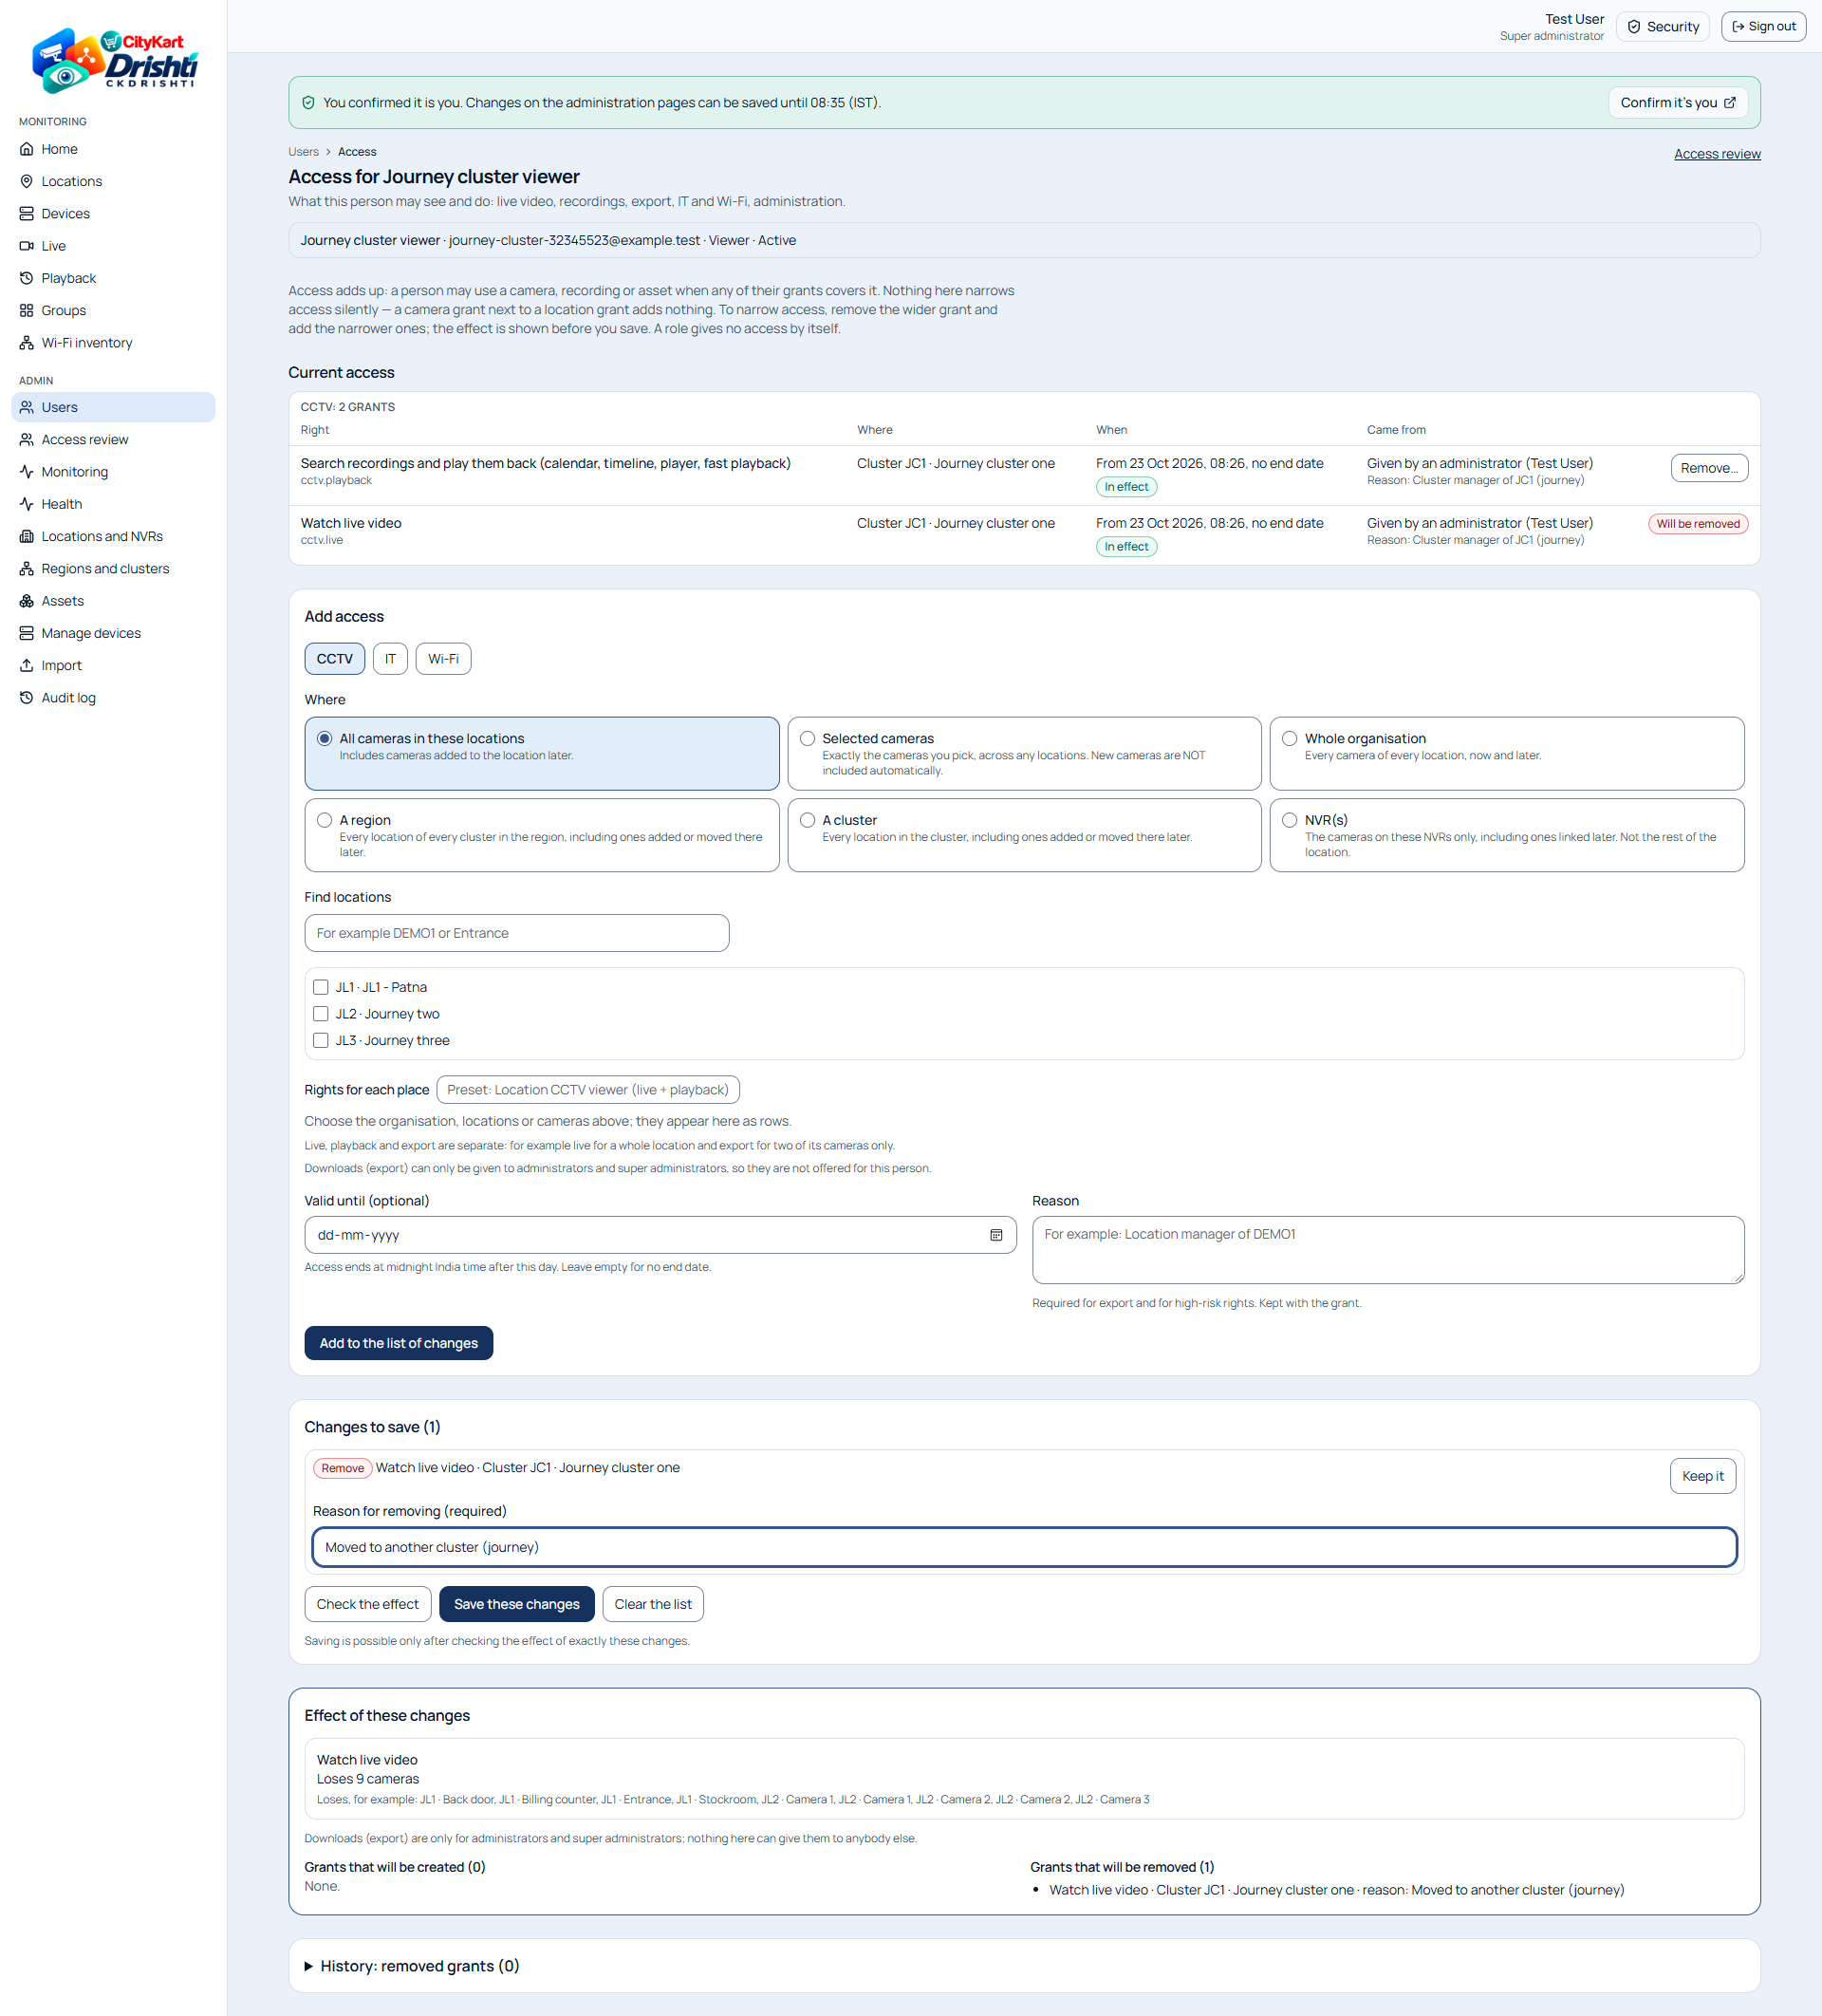 CityKart
Drishti
CKDRISHTI
MONITORING
Home
Locations
Devices
Live
Playback
Groups
Wi-Fi inventory
ADMIN
Users
Access review
Monitoring
Health
Locations and NVRs
Regions and clusters
Assets
Manage devices
Import
Audit log
Test User
Super administrator
Security
Sign out
You confirmed it is you. Changes on the administration pages can be saved until 08:35 (IST).
Confirm it's you
Users > Access
Access review
Access for Journey cluster viewer
What this person may see and do: live video, recordings, export, IT and Wi-Fi, administration.
Journey cluster viewer · journey-cluster-32345523@example.test · Viewer · Active
Access adds up: a person may use a camera, recording or asset when any of their grants covers it. Nothing here narrows
access silently — a camera grant next to a location grant adds nothing. To narrow access, remove the wider grant and
add the narrower ones; the effect is shown before you save. A role gives no access by itself.
Current access
CCTV: 2 GRANTS
Right Where When Came from
Search recordings and play them back (calendar, timeline, player, fast playback) Cluster JC1 · Journey cluster one From 23 Oct 2026, 08:26, no end date Given by an administrator (Test User) Remove…
cctv.playback In effect Reason: Cluster manager of JC1 (journey)
Watch live video Cluster JC1 · Journey cluster one From 23 Oct 2026, 08:26, no end date Given by an administrator (Test User) Will be removed
cctv.live In effect Reason: Cluster manager of JC1 (journey)
Add access
CCTV IT Wi-Fi
Where
All cameras in these locations
Includes cameras added to the location later.
Selected cameras
Exactly the cameras you pick, across any locations. New cameras are NOT
included automatically.
Whole organisation
Every camera of every location, now and later.
A region
Every location of every cluster in the region, including ones added or moved there
later.
A cluster
Every location in the cluster, including ones added or moved there later.
NVR(s)
The cameras on these NVRs only, including ones linked later. Not the rest of the
location.
Find locations
For example DEMO1 or Entrance
JL1 · JL1 - Patna
JL2 · Journey two
JL3 · Journey three
Rights for each place Preset: Location CCTV viewer (live + playback)
Choose the organisation, locations or cameras above; they appear here as rows.
Live, playback and export are separate: for example live for a whole location and export for two of its cameras only.
Downloads (export) can only be given to administrators and super administrators, so they are not offered for this person.
Valid until (optional)
dd-mm-yyyy
Access ends at midnight India time after this day. Leave empty for no end date.
Reason
For example: Location manager of DEMO1
Required for export and for high-risk rights. Kept with the grant.
Add to the list of changes
Changes to save (1)
Remove Watch live video · Cluster JC1 · Journey cluster one
Keep it
Reason for removing (required)
Moved to another cluster (journey)
Check the effect Save these changes Clear the list
Saving is possible only after checking the effect of exactly these changes.
Effect of these changes
Watch live video
Loses 9 cameras
Loses, for example: JL1 · Back door, JL1 · Billing counter, JL1 · Entrance, JL1 · Stockroom, JL2 · Camera 1, JL2 · Camera 1, JL2 · Camera 2, JL2 · Camera 2, JL2 · Camera 3
Downloads (export) are only for administrators and super administrators; nothing here can give them to anybody else.
Grants that will be created (0)
None.
Grants that will be removed (1)
• Watch live video · Cluster JC1 · Journey cluster one · reason: Moved to another cluster (journey)
History: removed grants (0)